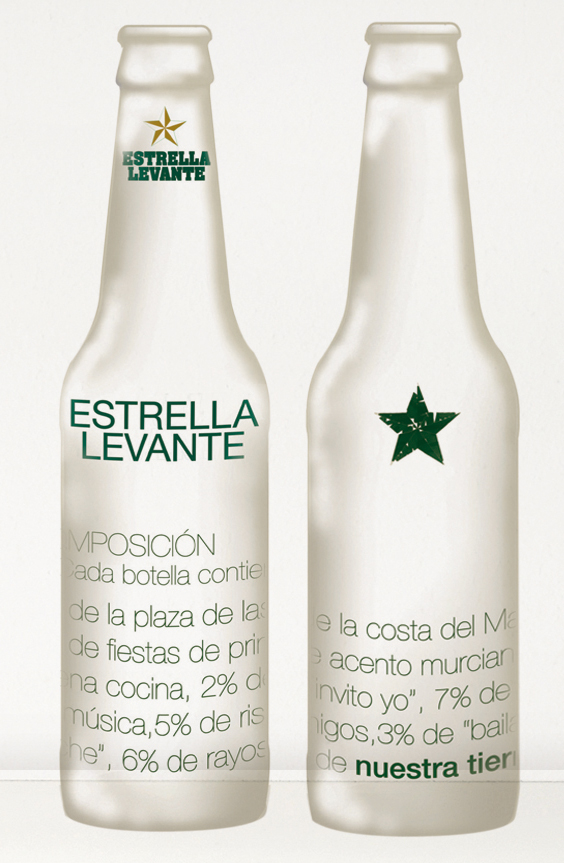 ESTRELLA
LEVANTE
ESTRELLA
LEVANTE
MPOSICIÓN
Cada botella contie
de la plaza de las
de fiestas de prin
na cocina, 2% d
música,5% de ris
he", 6% de rayos
e la costa del Ma
e acento murcian
invito yo", 7% de
nigos,3% de "baila
de nuestra tierr